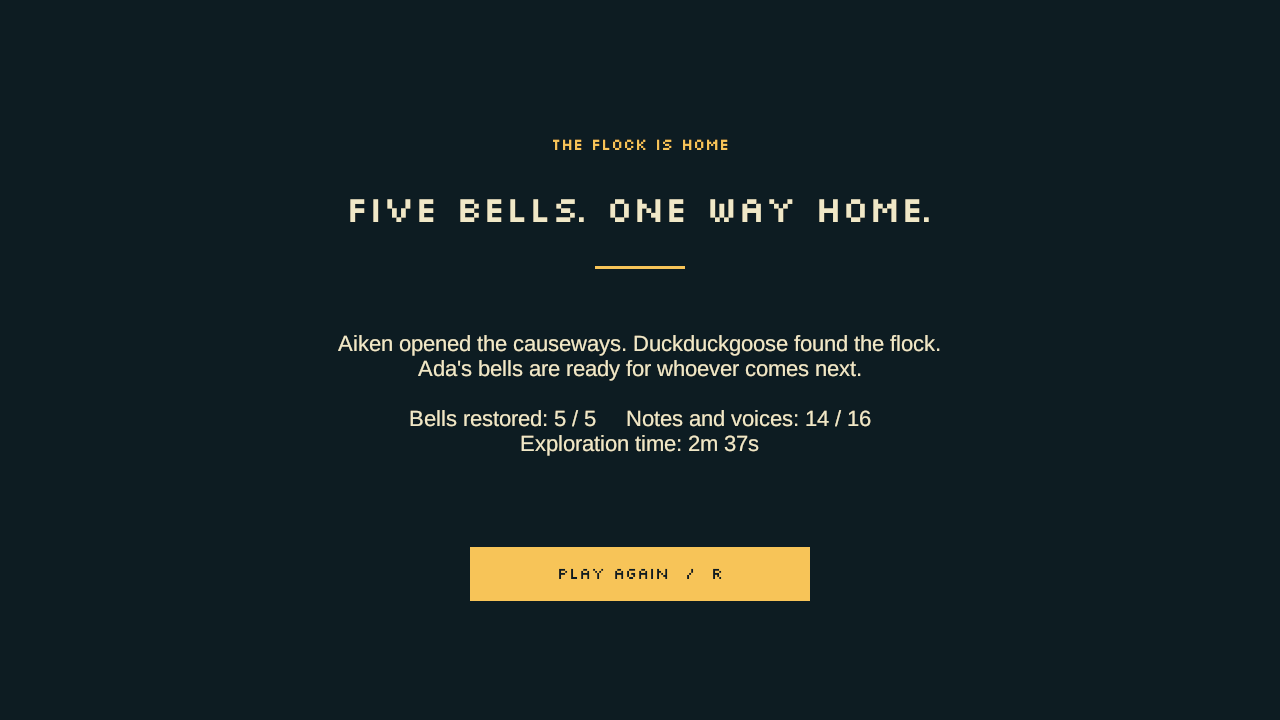 THE FLOCK IS HOME
FIVE BELLS. ONE WAY HOME.
Aiken opened the causeways. Duckduckgoose found the flock.
Ada's bells are ready for whoever comes next.
Bells restored: 5 / 5     Notes and voices: 14 / 16
Exploration time: 2m 37s
PLAY AGAIN  /  R